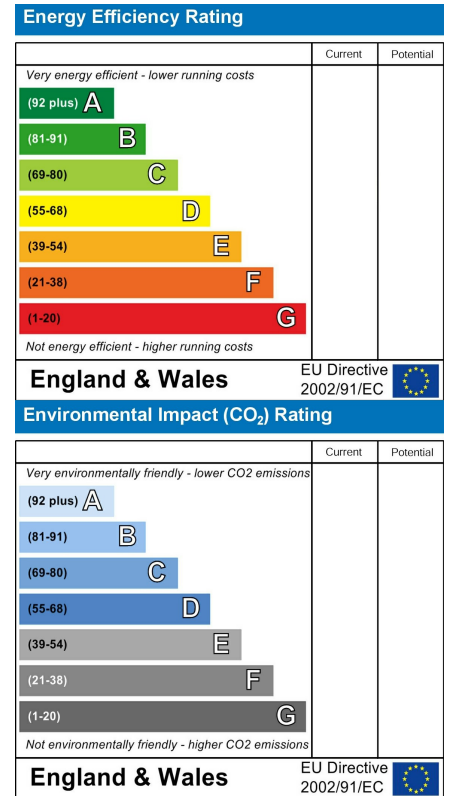 Energy Efficiency Rating
Current Potential
Very energy efficient - lower running costs
(92 plus) A
(81-91) B
(69-80) C
(55-68) D
(39-54) E
(21-38) F
(1-20) G
Not energy efficient - higher running costs
England & Wales
EU Directive
2002/91/EC
Environmental Impact (CO₂) Rating
Current Potential
Very environmentally friendly - lower CO2 emissions
(92 plus) A
(81-91) B
(69-80) C
(55-68) D
(39-54) E
(21-38) F
(1-20) G
Not environmentally friendly - higher CO2 emissions
England & Wales
EU Directive
2002/91/EC